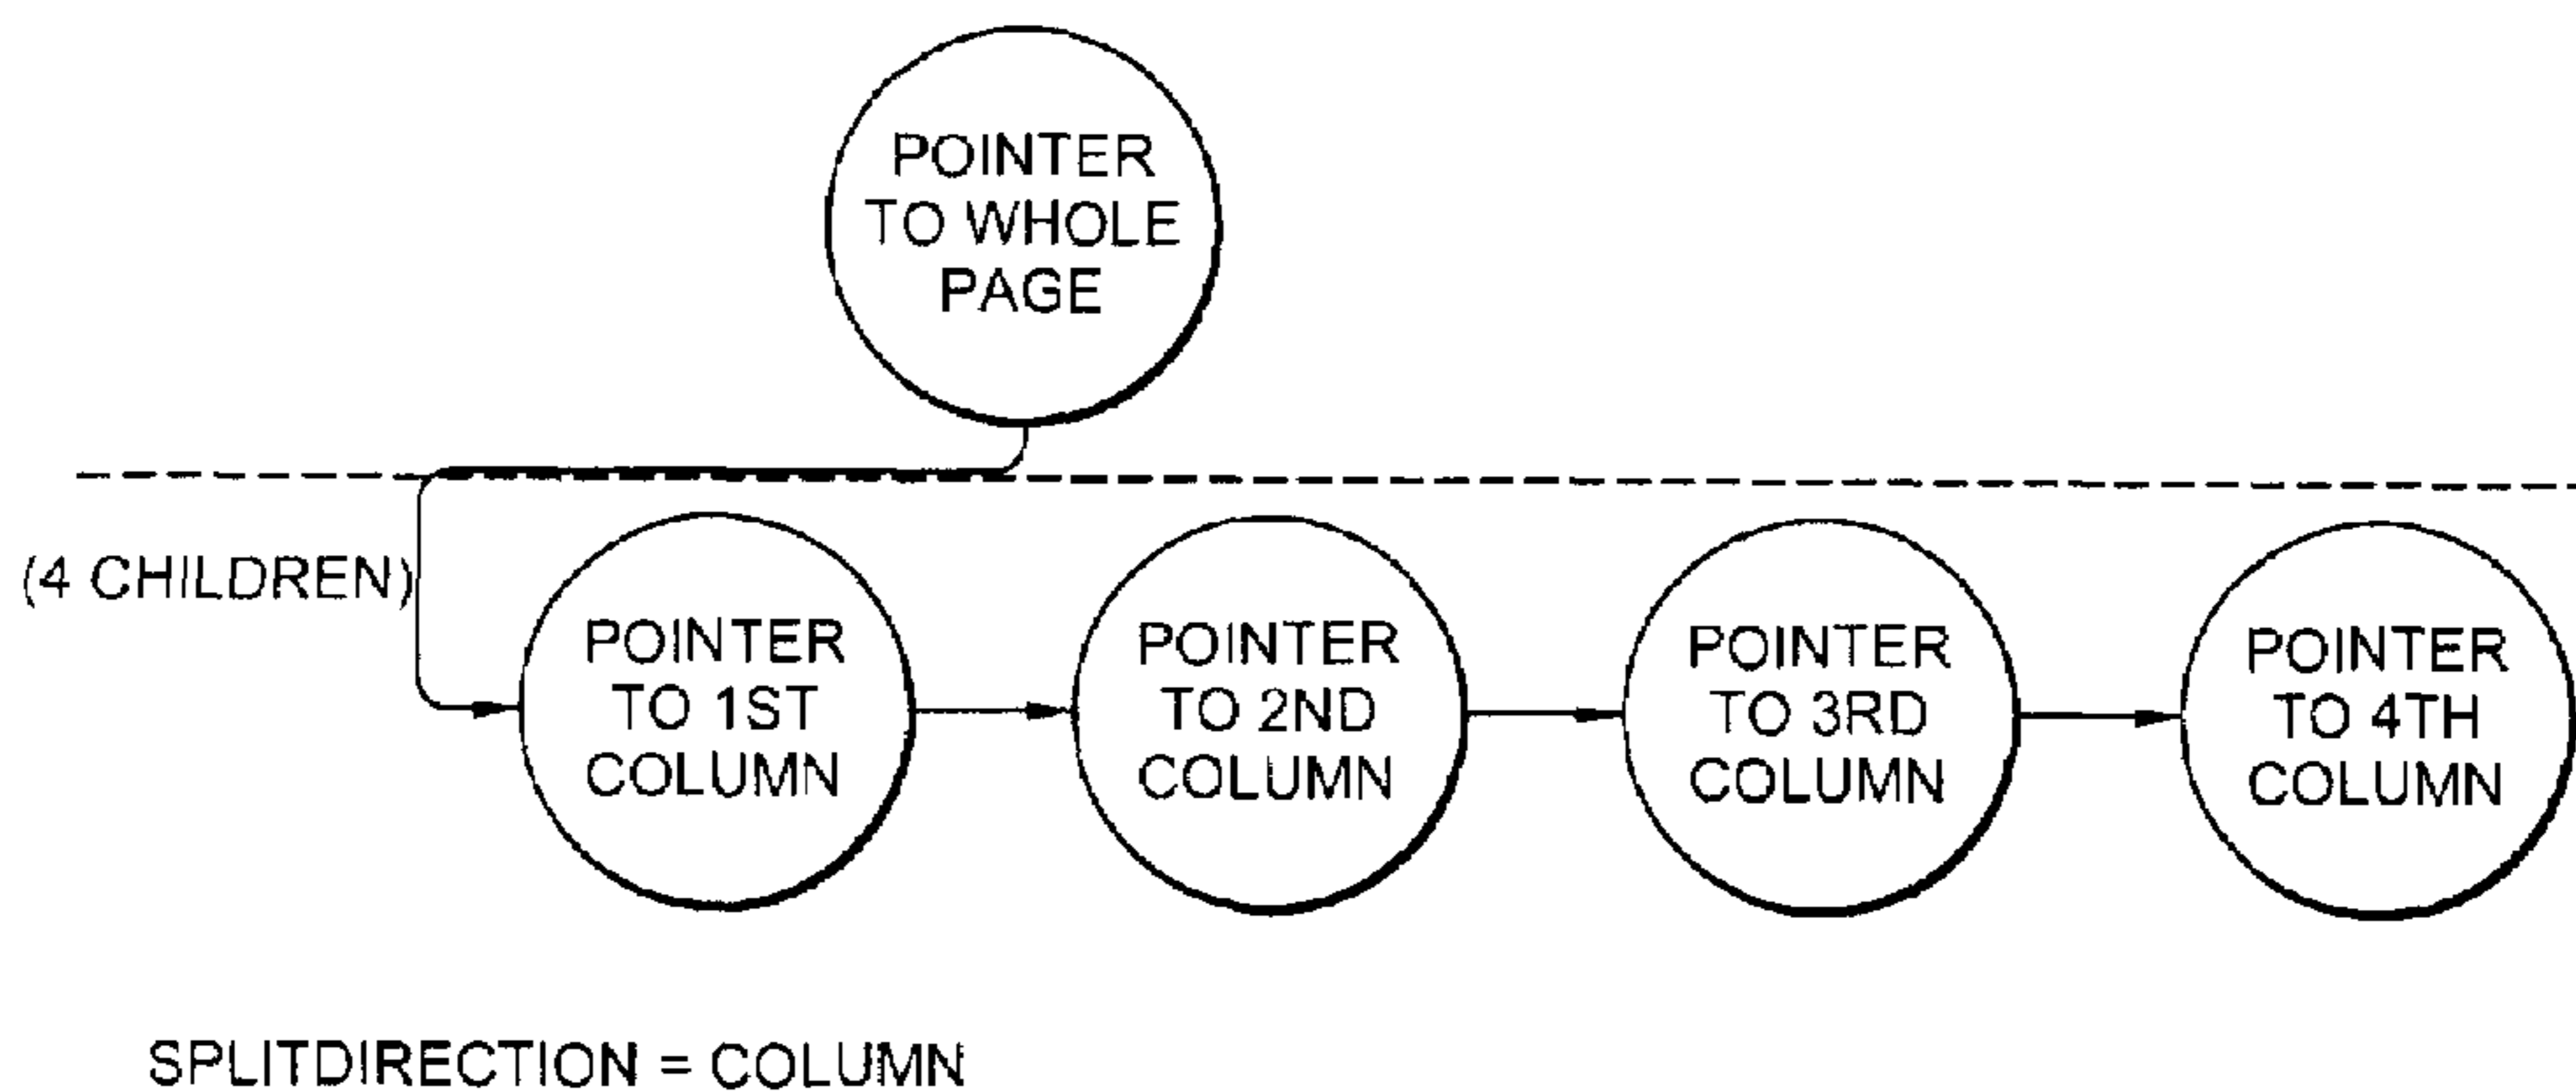 POINTER
TO WHOLE
PAGE
(4 CHILDREN)
POINTER
TO 1ST
COLUMN
POINTER
TO 2ND
COLUMN
POINTER
TO 3RD
COLUMN
POINTER
TO 4TH
COLUMN
SPLITDIRECTION = COLUMN